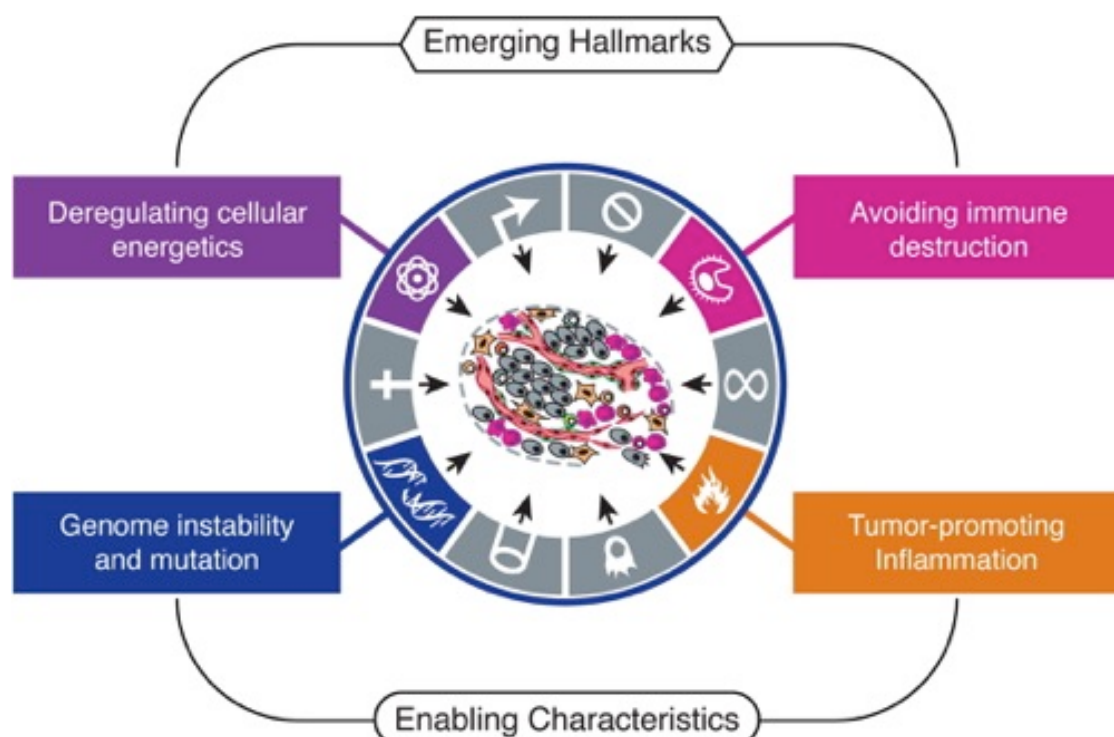 Emerging Hallmarks
Deregulating cellular
energetics
Avoiding immune
destruction
Genome instability
and mutation
Tumor-promoting
Inflammation
Enabling Characteristics